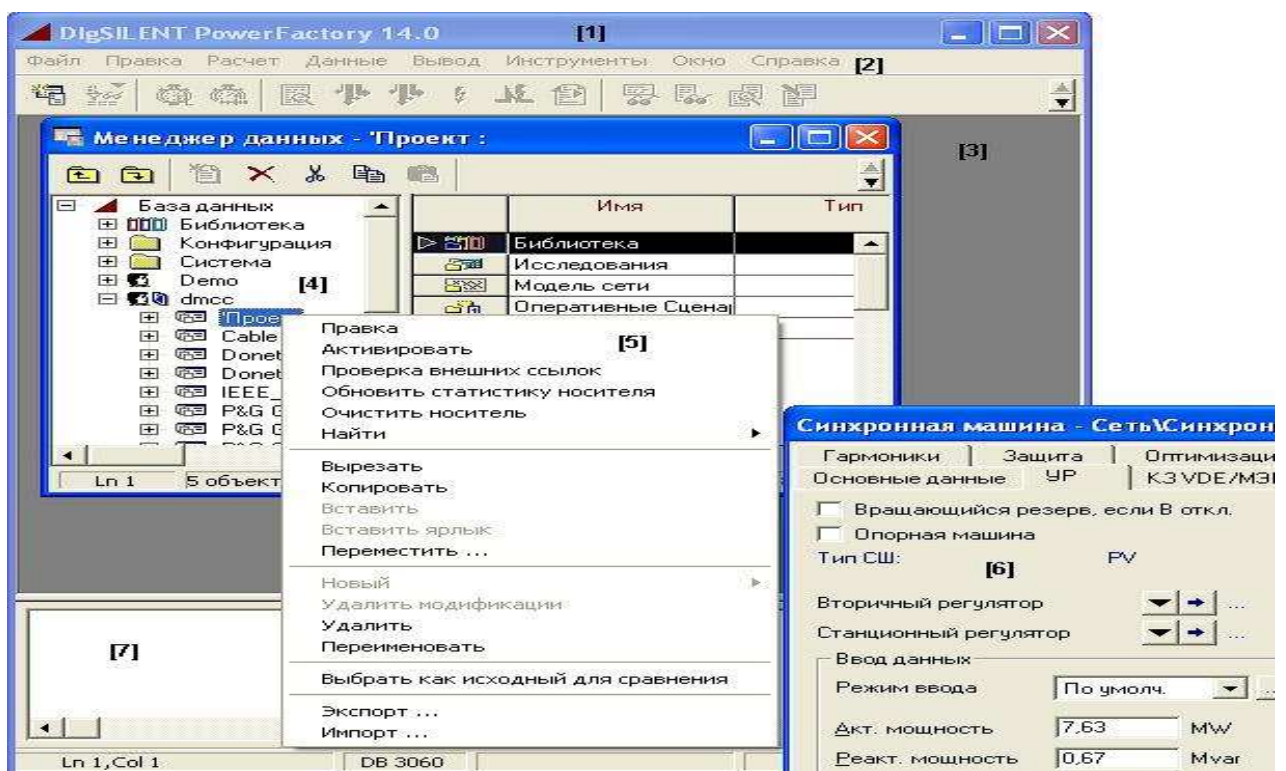 DIgSILENT PowerFactory 14.0 [1]
Файл Правка Расчет Данные Вывод Инструменты Окно Справка [2]
[3]
Менеджер данных - 'Проект :
База данных
Библиотека
Конфигурация
Система
Demo
[4]
dmcc
'Прое
Cable
Donet
Donet
IEEE_
P&G
P&G
Имя Тип
Библиотека
Исследования
Модель сети
Оперативные Сцена
Ln 1 5 объект
Правка
Активировать
[5]
Проверка внешних ссылок
Обновить статистику носителя
Очистить носитель
Найти
Вырезать
Копировать
Вставить
Вставить ярлык
Переместить ...
Новый
Удалить модификации
Удалить
Переименовать
Выбрать как исходный для сравнения
Экспорт ...
Импорт ...
Синхронная машина - Сеть\Синхрон
Гармоники Защита Оптимизаци
Основные данные УР КЗ VDE/МЭ
Вращающийся резерв, если В откл.
Опорная машина
Тип СШ: PV
[6]
Вторичный регулятор ...
Станционный регулятор ...
Ввод данных
Режим ввода По умолч.
Акт. мощность 7,63 MW
Реакт. мощность 0,67 Mvar
[7]
Ln 1,Col 1 DB 3060